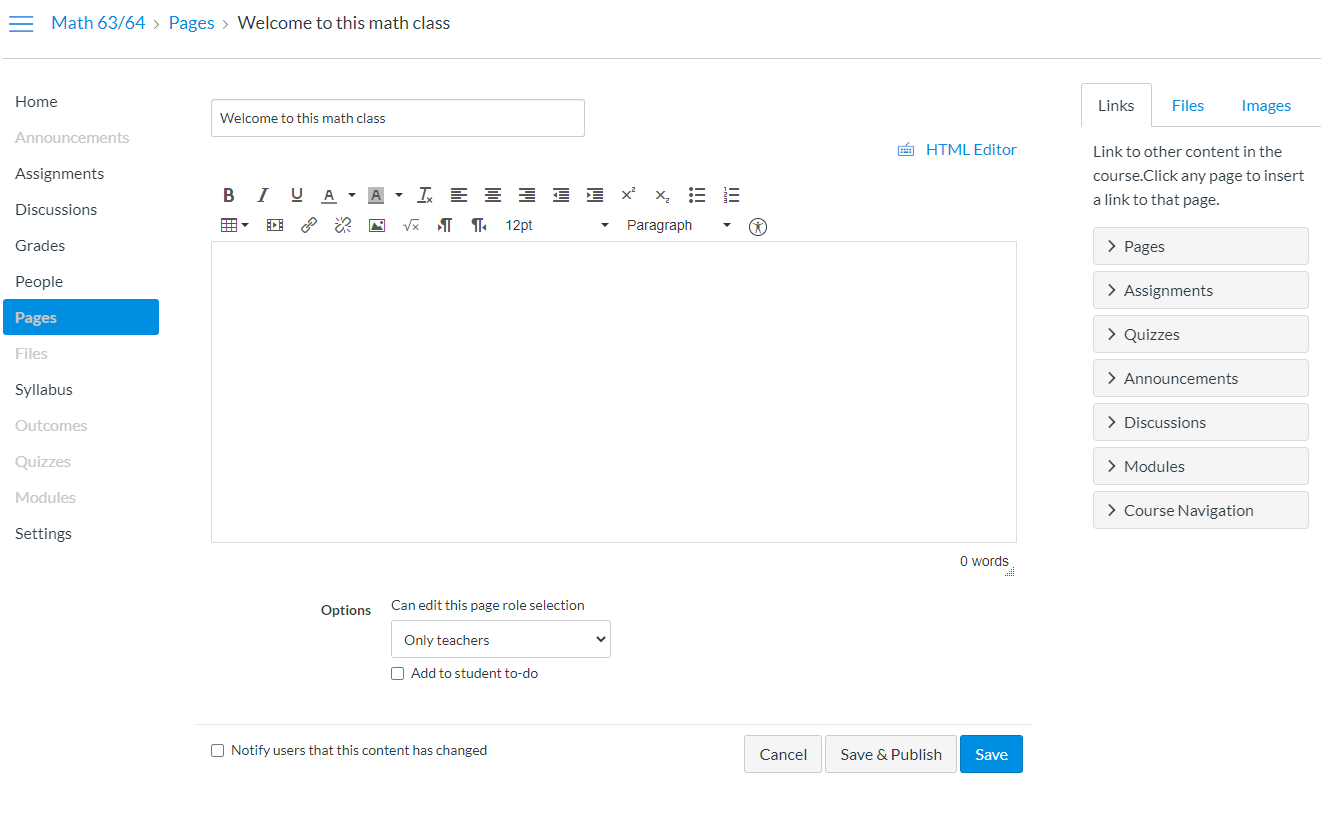 Math 63/64 > Pages > Welcome to this math class
Home
Announcements
Assignments
Discussions
Grades
People
Pages
Files
Syllabus
Outcomes
Quizzes
Modules
Settings
Welcome to this math class
HTML Editor
12pt
Paragraph
0 words
Options
Can edit this page role selection
Only teachers
Add to student to-do
Notify users that this content has changed
Cancel
Save & Publish
Save
Links Files Images
Link to other content in the
course.Click any page to insert
a link to that page.
Pages
Assignments
Quizzes
Announcements
Discussions
Modules
Course Navigation